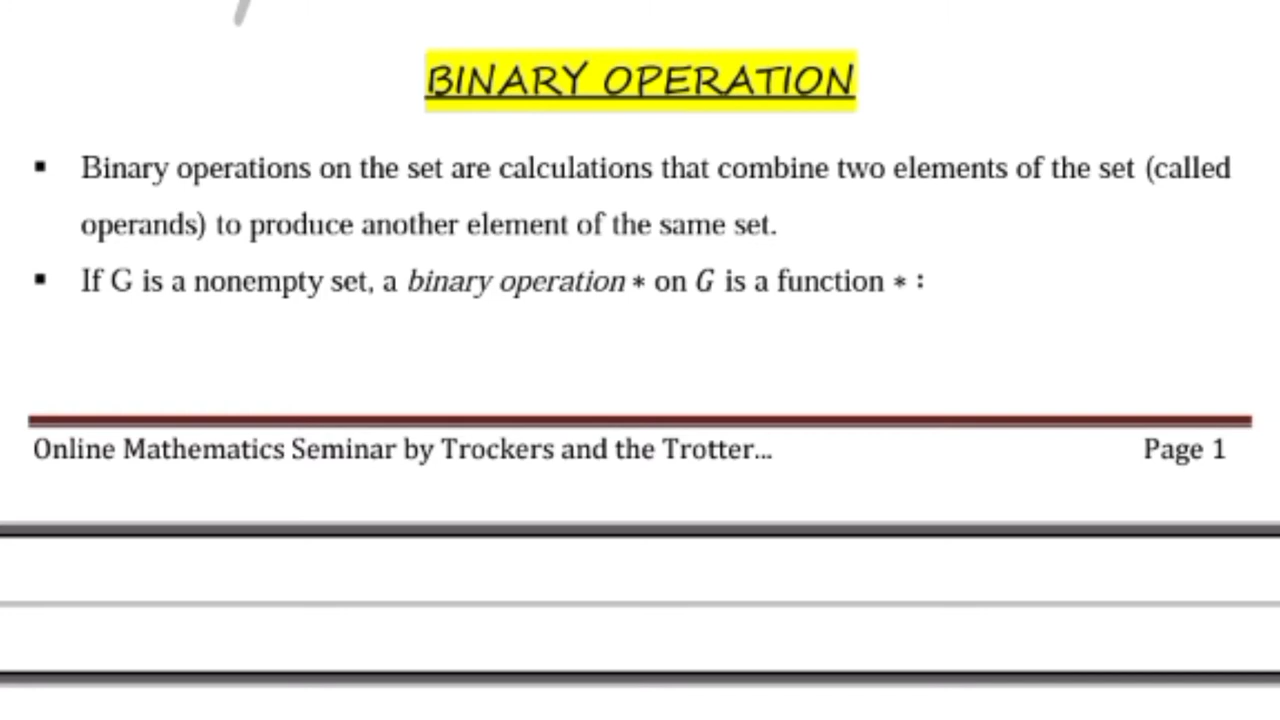 BINARY OPERATION
▪ Binary operations on the set are calculations that combine two elements of the set (called
operands) to produce another element of the same set.
▪ If G is a nonempty set, a binary operation ∗ on G is a function ∗ :
Online Mathematics Seminar by Trockers and the Trotter... Page 1